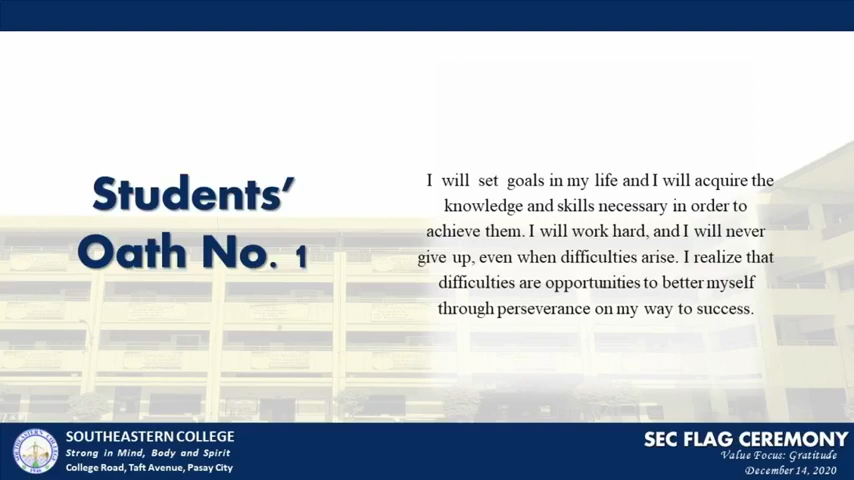 Students’
Oath No. 1
I will set goals in my life and I will acquire the
knowledge and skills necessary in order to
achieve them. I will work hard, and I will never
give up, even when difficulties arise. I realize that
difficulties are opportunities to better myself
through perseverance on my way to success.
SOUTHEASTERN COLLEGE
Strong in Mind, Body and Spirit
College Road, Taft Avenue, Pasay City
SEC FLAG CEREMONY
Value Focus: Gratitude
December 14, 2020